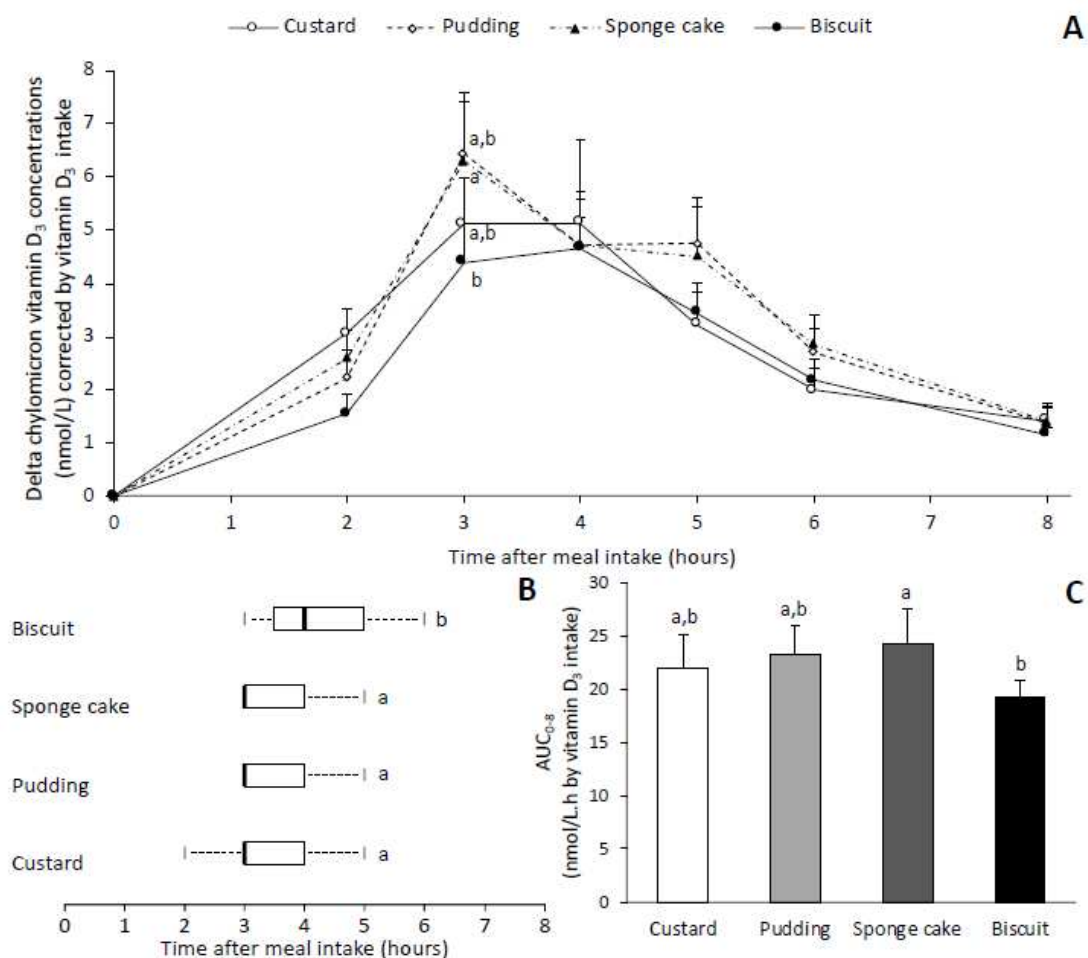 Custard Pudding Sponge cake Biscuit
A
Delta chylomicron vitamin D₃ concentrations
(nmol/L) corrected by vitamin D₃ intake
8
7
6
5
4
3
2
1
0
a,b
a
a,b
b
0 1 2 3 4 5 6 7 8
Time after meal intake (hours)
B
Biscuit b
Sponge cake a
Pudding a
Custard a
0 1 2 3 4 5 6 7 8
Time after meal intake (hours)
C
AUC₀₋₈
(nmol/L.h by vitamin D₃ intake)
30
25
20
15
10
5
0
a,b a,b a b
Custard Pudding Sponge cake Biscuit